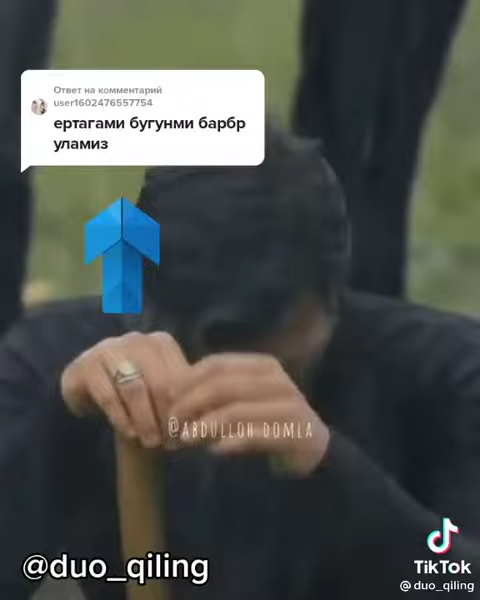 Ответ на комментарий
user1602476557754
ертагами бугунми барбр
уламиз
@ABDULLOH DOMLA
@duo_qiling
TikTok
@duo_qiling